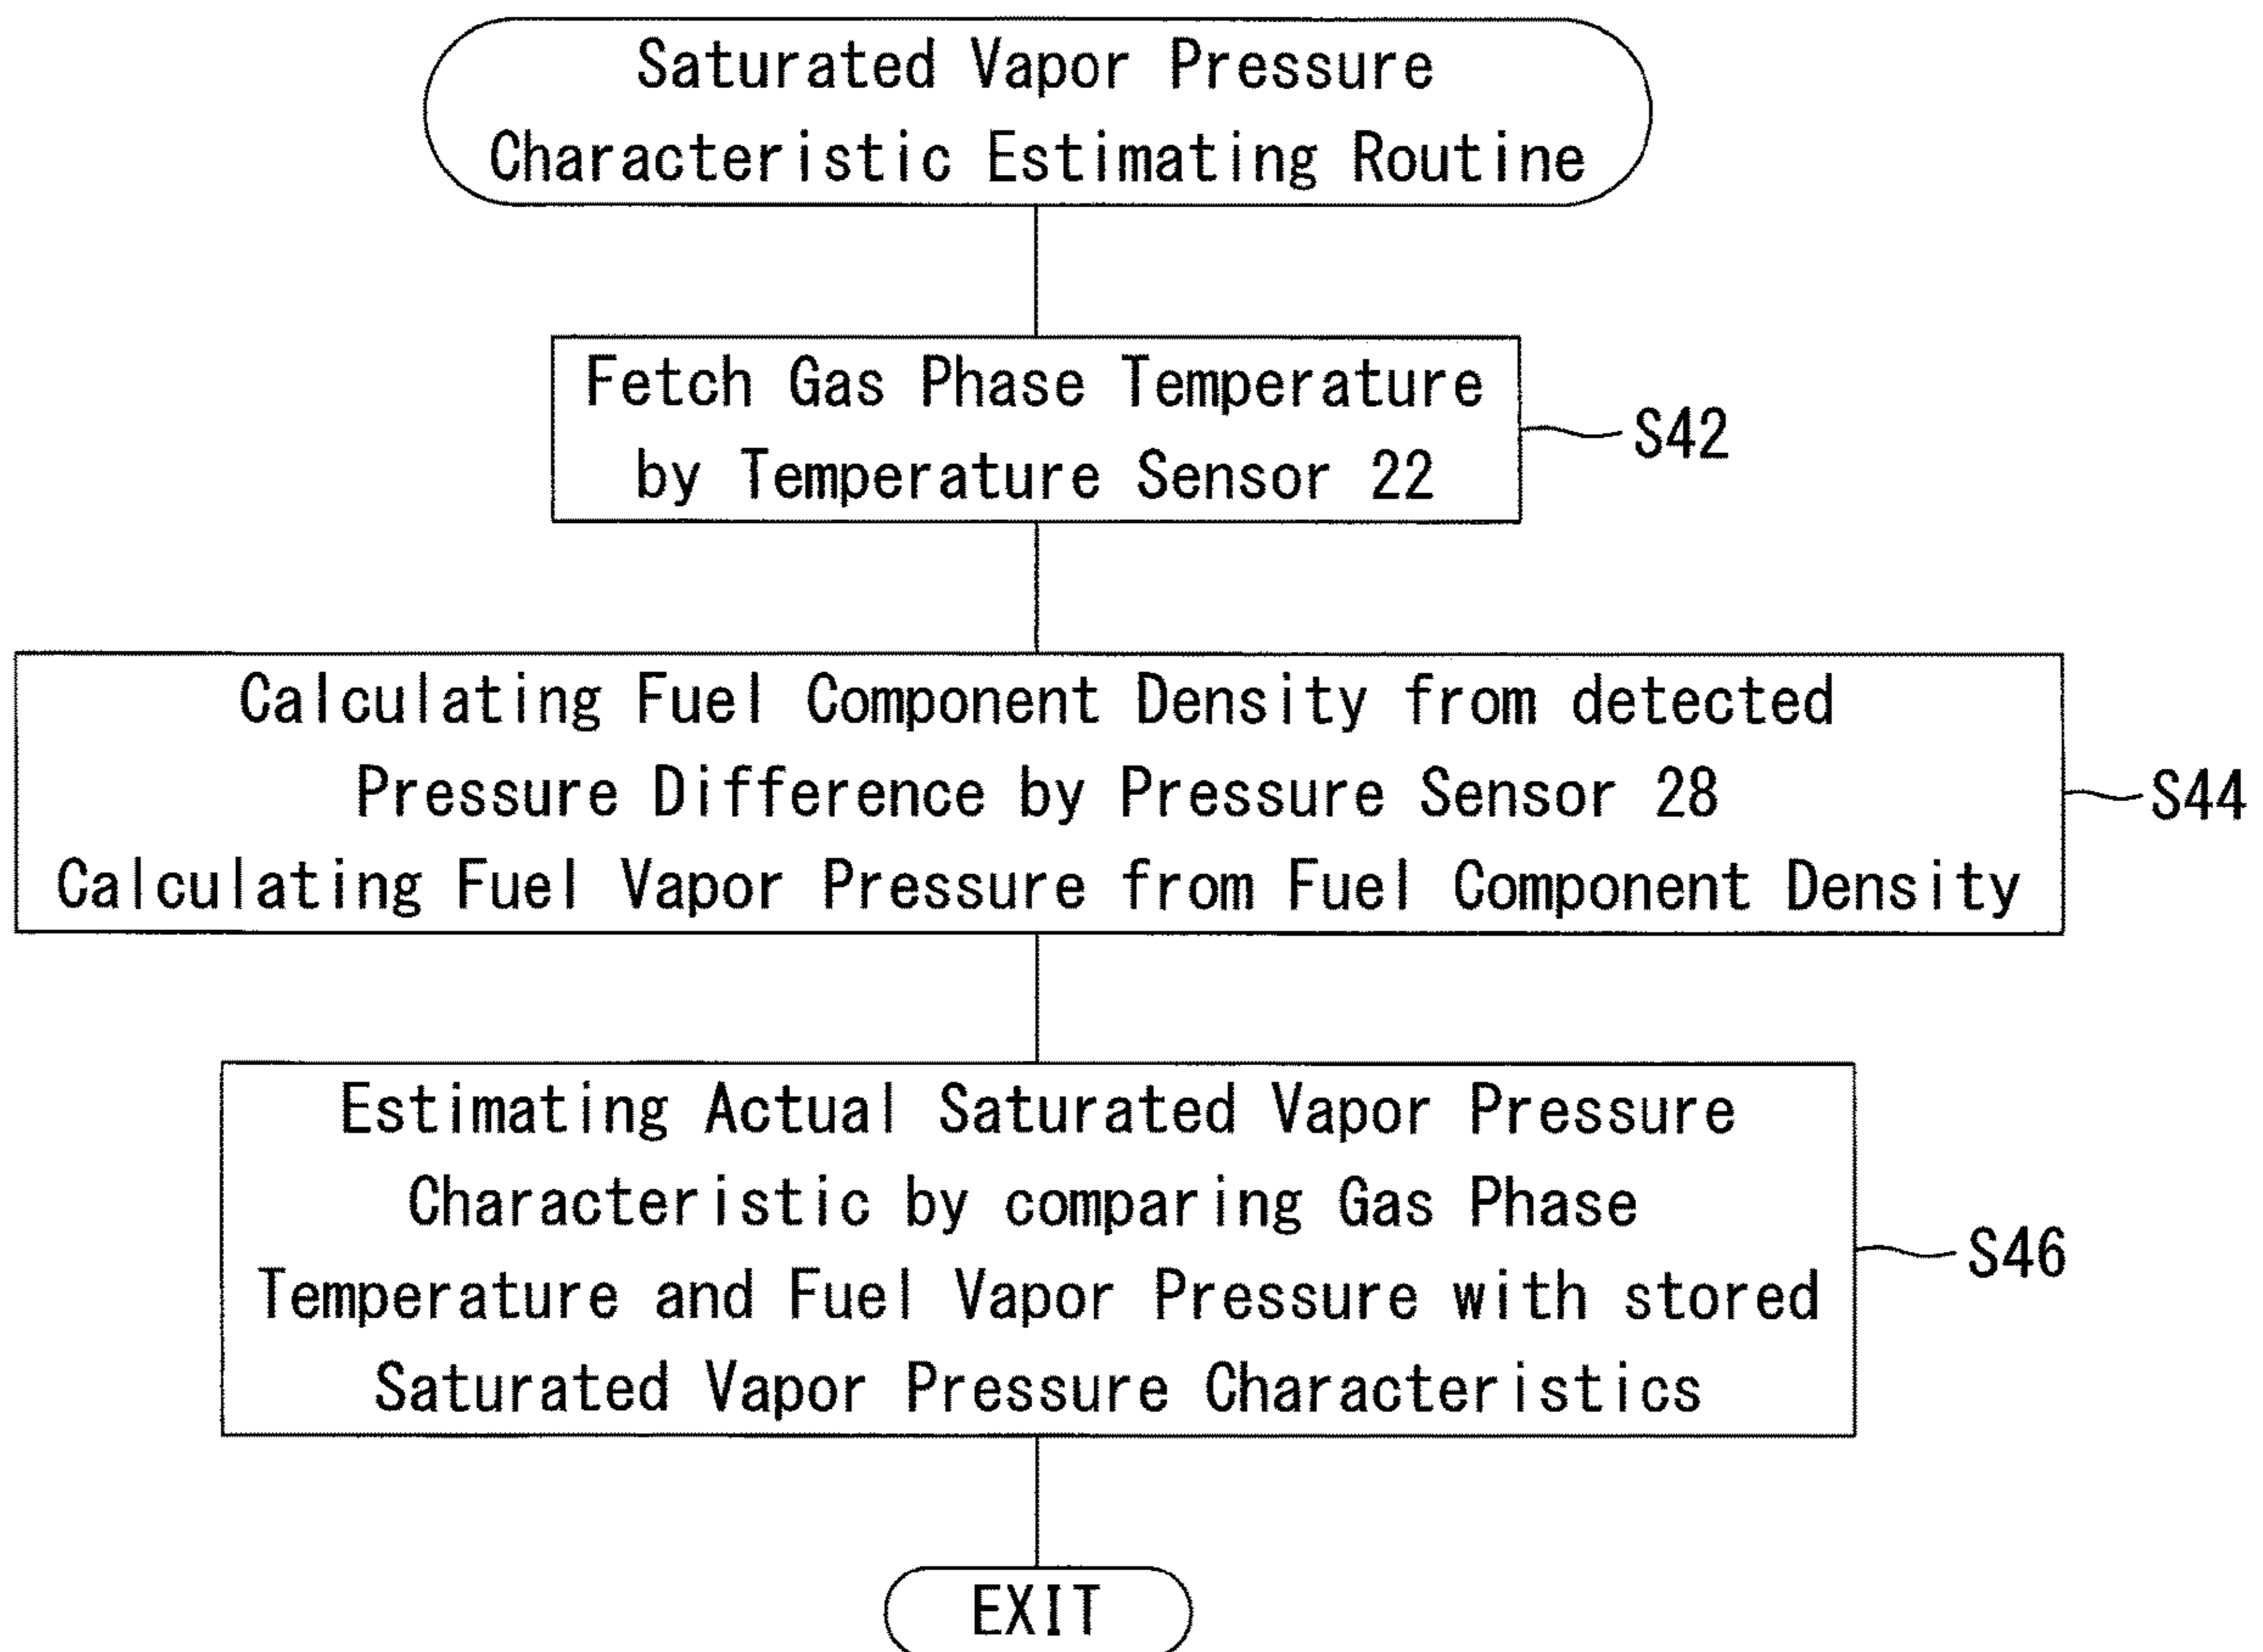 Saturated Vapor Pressure
Characteristic Estimating Routine
Fetch Gas Phase Temperature
by Temperature Sensor 22
S42
Calculating Fuel Component Density from detected
Pressure Difference by Pressure Sensor 28
Calculating Fuel Vapor Pressure from Fuel Component Density
S44
Estimating Actual Saturated Vapor Pressure
Characteristic by comparing Gas Phase
Temperature and Fuel Vapor Pressure with stored
Saturated Vapor Pressure Characteristics
S46
EXIT